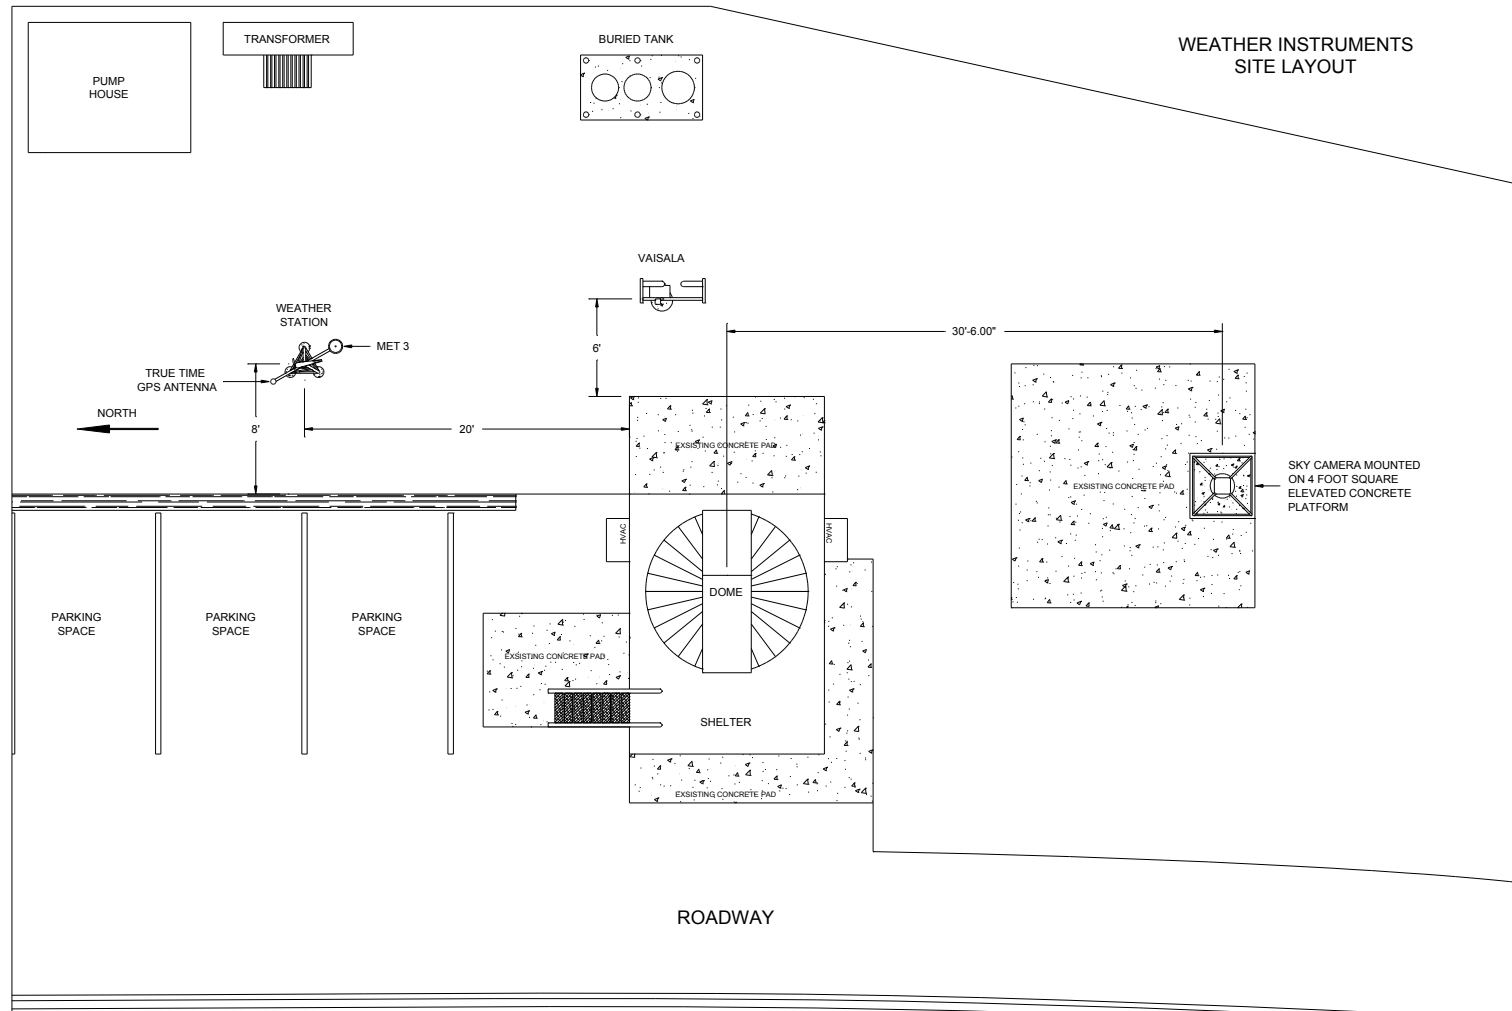 WEATHER INSTRUMENTS
SITE LAYOUT
TRANSFORMER
BURIED TANK
PUMP
HOUSE
VAISALA
WEATHER
STATION
30'-6.00"
MET 3
6'
TRUE TIME
GPS ANTENNA
NORTH
8'
20'
EXSISTING CONCRETE PAD
SKY CAMERA MOUNTED
ON 4 FOOT SQUARE
ELEVATED CONCRETE
PLATFORM
EXSISTING CONCRETE PAD
HVAC
HVAC
DOME
PARKING
SPACE
PARKING
SPACE
PARKING
SPACE
EXSISTING CONCRETE PAD
SHELTER
EXSISTING CONCRETE PAD
ROADWAY